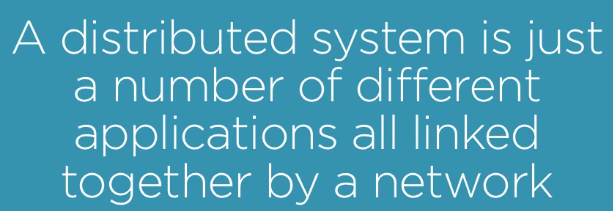 A distributed system is just
a number of different
applications all linked
together by a network